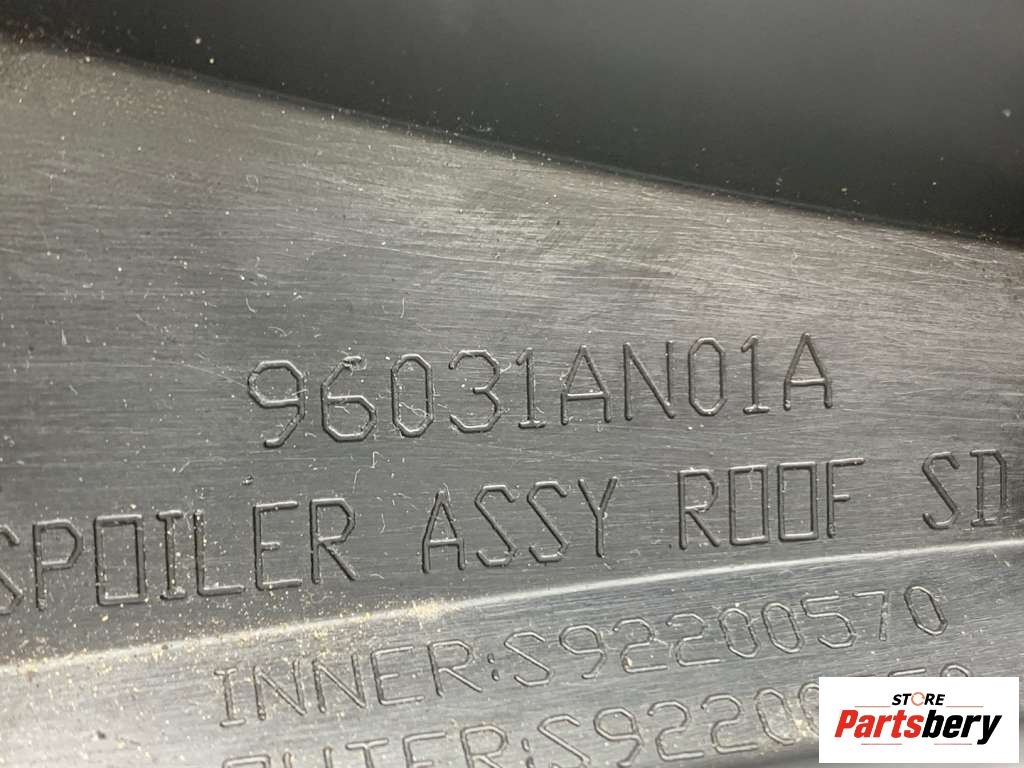 96031AN01A
SPOILER ASSY ROOF SD
INNER:S92200570
STORE
Partsbery